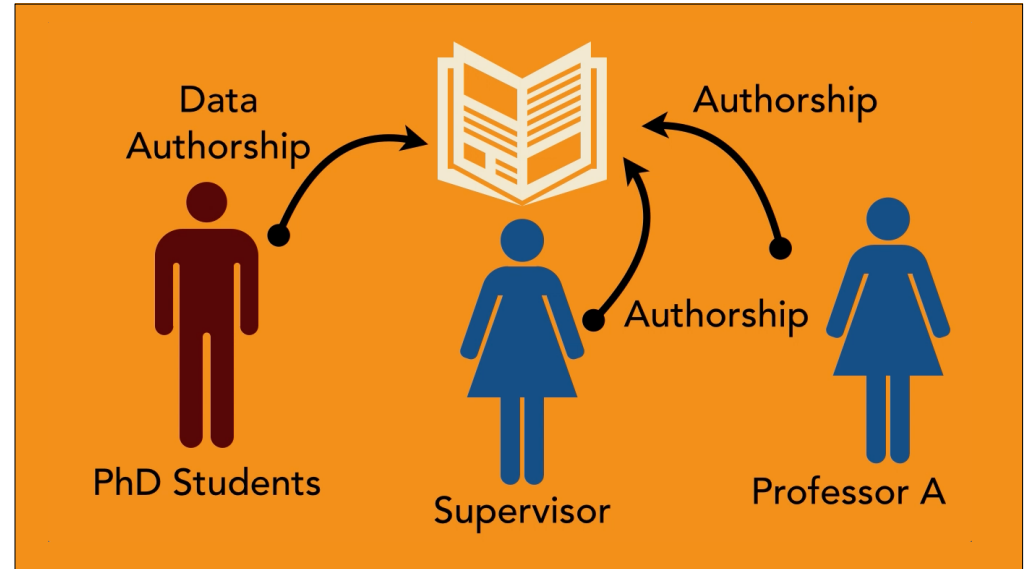 Data
Authorship
Authorship
Authorship
PhD Students
Supervisor
Professor A